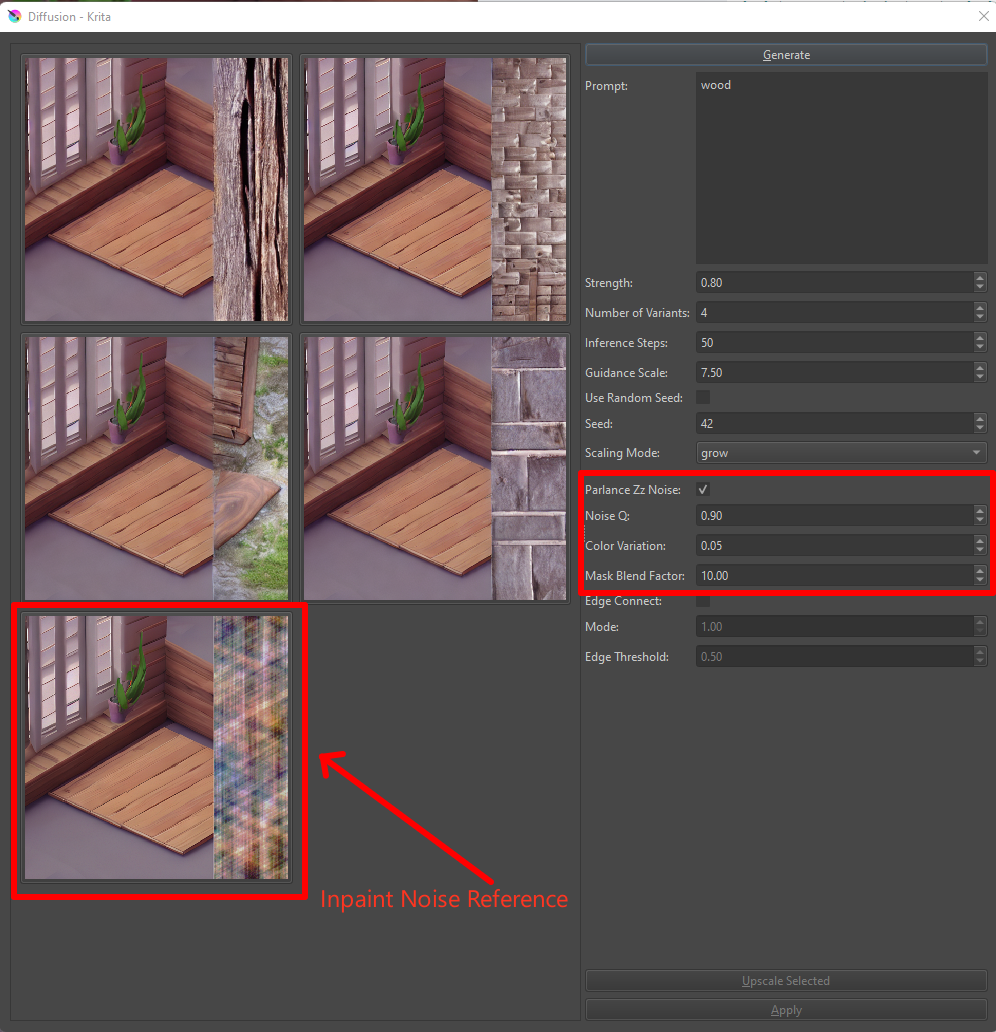 Diffusion - Krita
Generate
Prompt: wood
Strength: 0.80
Number of Variants: 4
Inference Steps: 50
Guidance Scale: 7.50
Use Random Seed:
Seed: 42
Scaling Mode: grow
Parlance Zz Noise:
Noise Q: 0.90
Color Variation: 0.05
Mask Blend Factor: 10.00
Edge Connect:
Mode: 1.00
Edge Threshold: 0.50
Inpaint Noise Reference
Upscale Selected
Apply